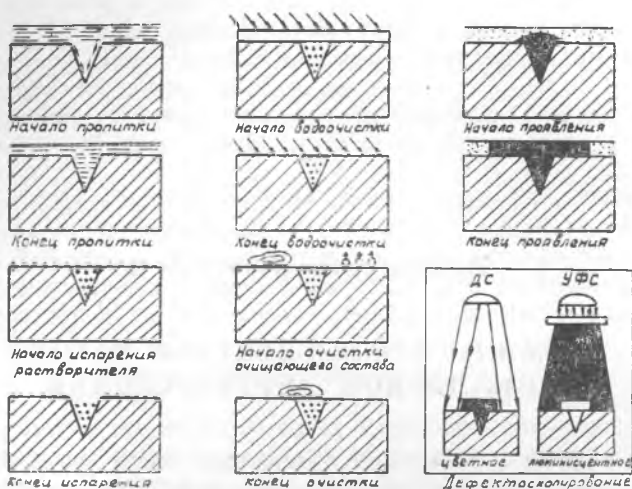 Начало пропитки
Начало водоочистки
Начало проявления
Конец пропитки
Конец водоочистки
Конец проявления
Начало испарения
растворителя
Начало очистки
очищающего состава
ДС
УФС
цветное
люминисцентное
Конец испарения
Конец очистки
Дефектоскопирование